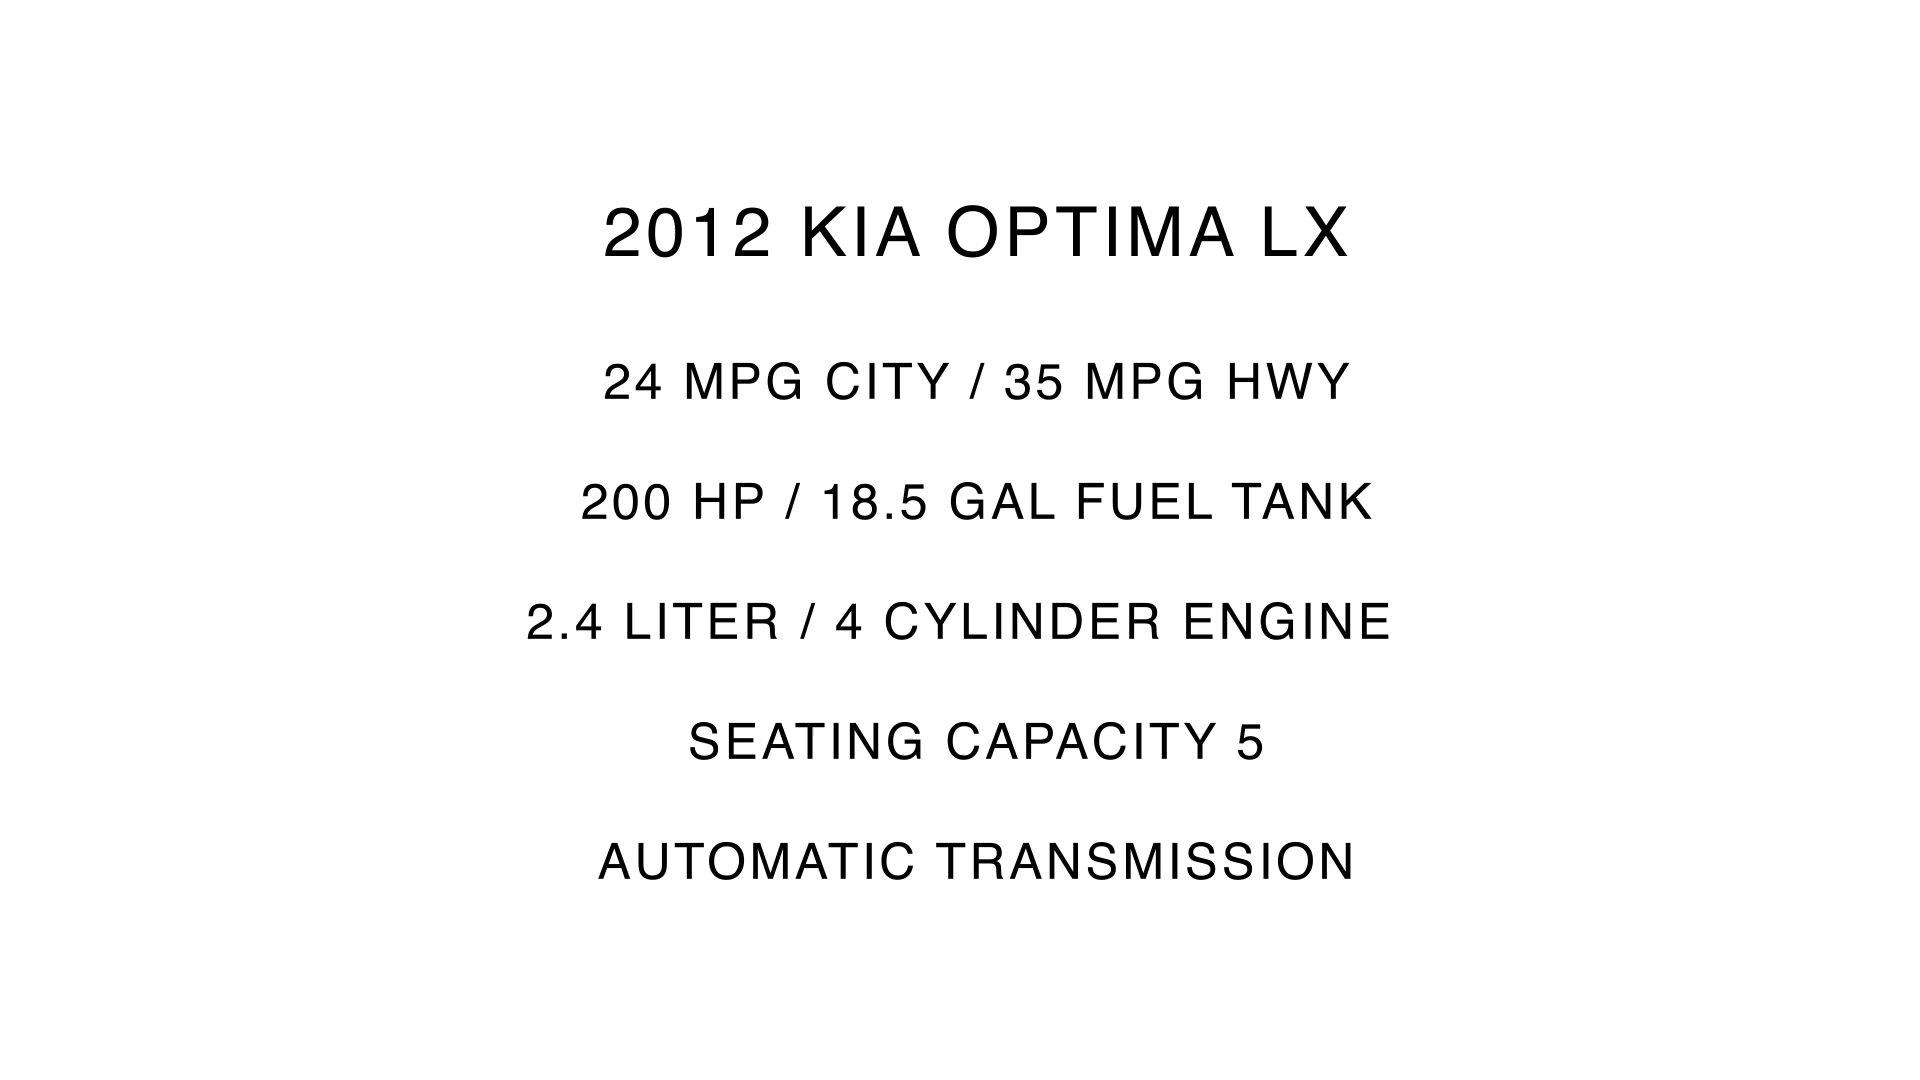 2012 KIA OPTIMA LX
24 MPG CITY / 35 MPG HWY
200 HP / 18.5 GAL FUEL TANK
2.4 LITER / 4 CYLINDER ENGINE
SEATING CAPACITY 5
AUTOMATIC TRANSMISSION